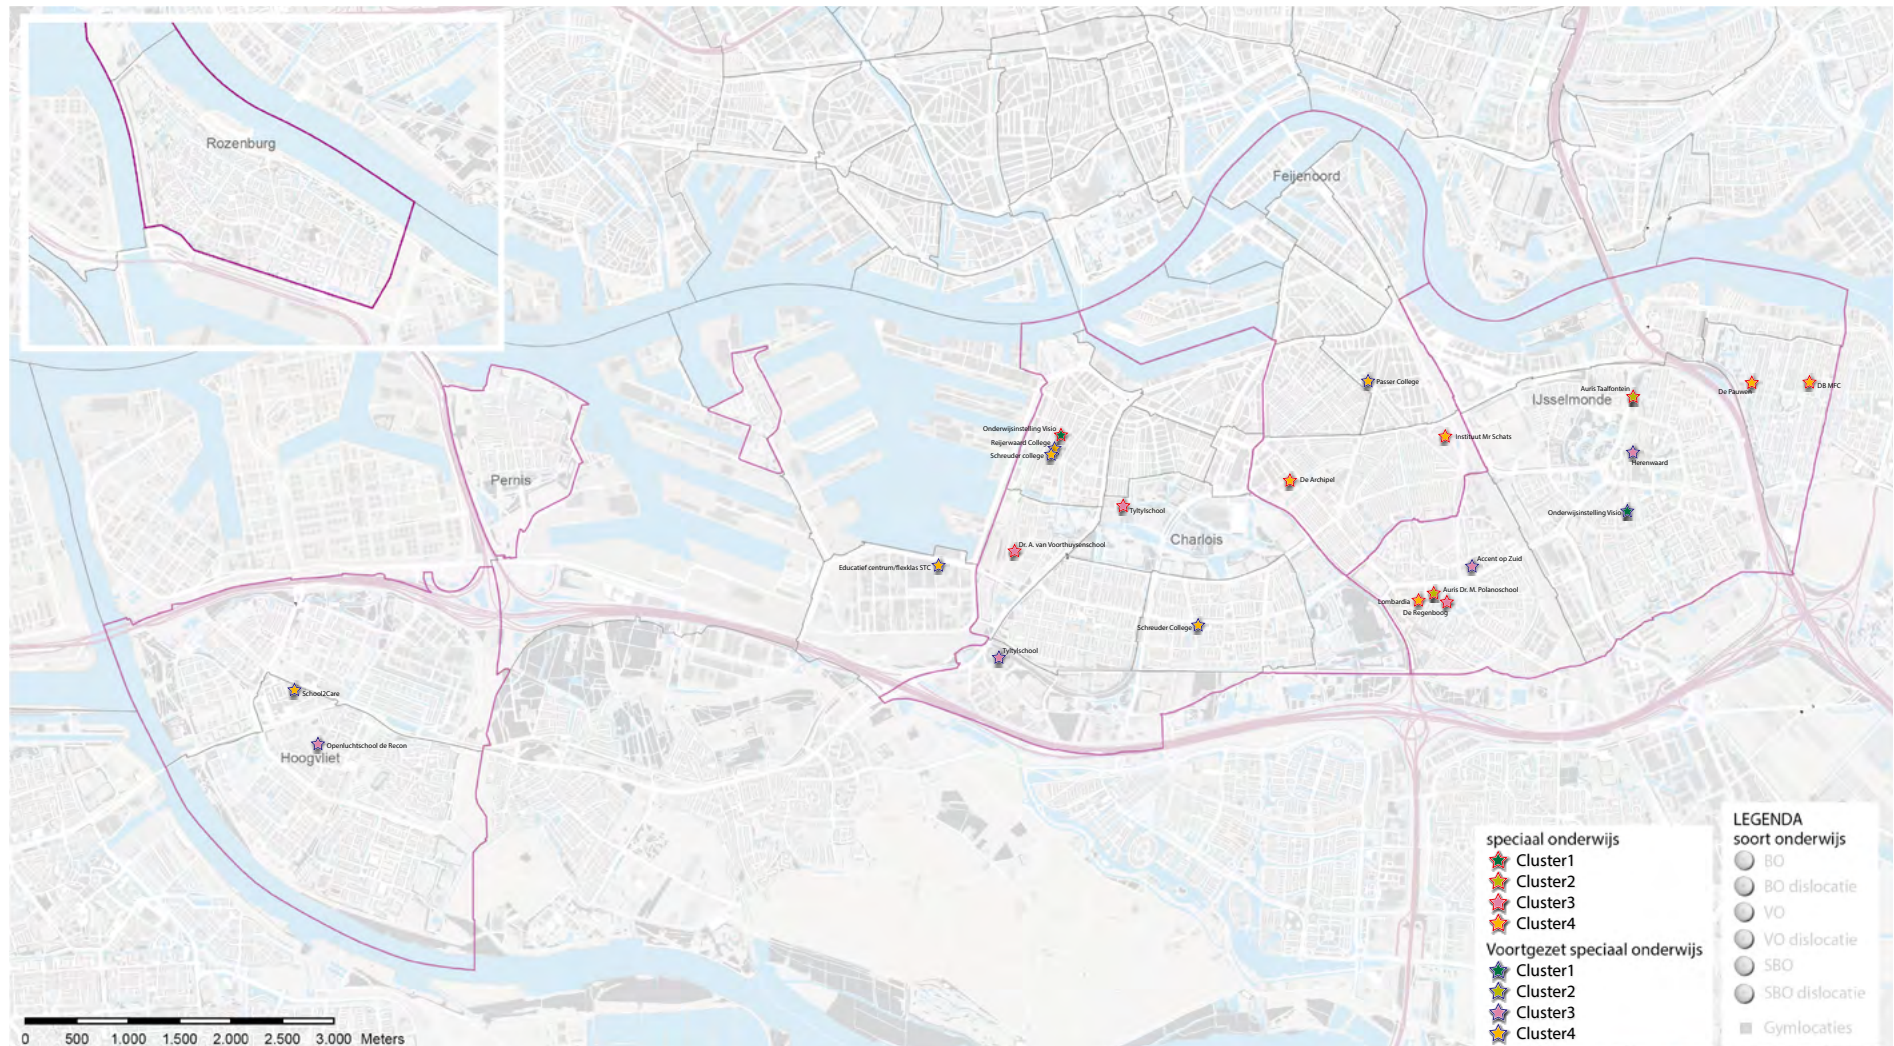 Rozenburg
Feijenoord
Passer College
Auris Taalfontein
IJsselmonde
De Pauwen
DB MFC
Onderwijsinstelling Visio
Reijerwaard College
Schreuder college
Instituut Mr Schats
Herenwaard
Pernis
De Archipel
Tyltylschool
Onderwijsinstelling Visio
Charlois
Dr. A. van Voorthuysenschool
Educatief centrum/flexklas STC
Accent op Zuid
Auris Dr. M. Polanoschool
Lombardia
De Regenboog
Schreuder College
Tyltylschool
School2Care
Openluchtschool de Recon
Hoogvliet
speciaal onderwijs
Cluster1
Cluster2
Cluster3
Cluster4
Voortgezet speciaal onderwijs
Cluster1
Cluster2
Cluster3
Cluster4
LEGENDA
soort onderwijs
BO
BO dislocatie
VO
VO dislocatie
SBO
SBO dislocatie
Gymlocaties
0 500 1.000 1.500 2.000 2.500 3.000 Meters